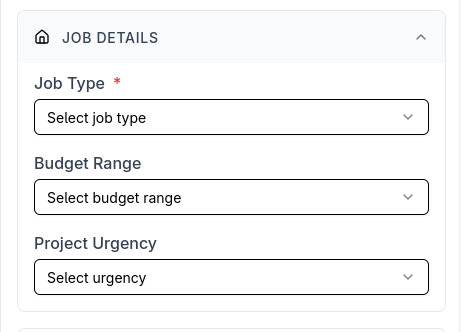 JOB DETAILS
Job Type *
Select job type
Budget Range
Select budget range
Project Urgency
Select urgency